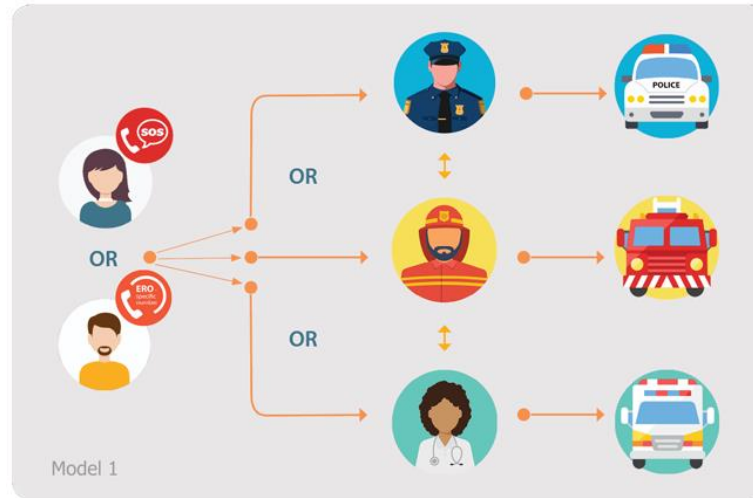 SOS
OR
ERO
specific
number
OR
OR
POLICE
Model 1